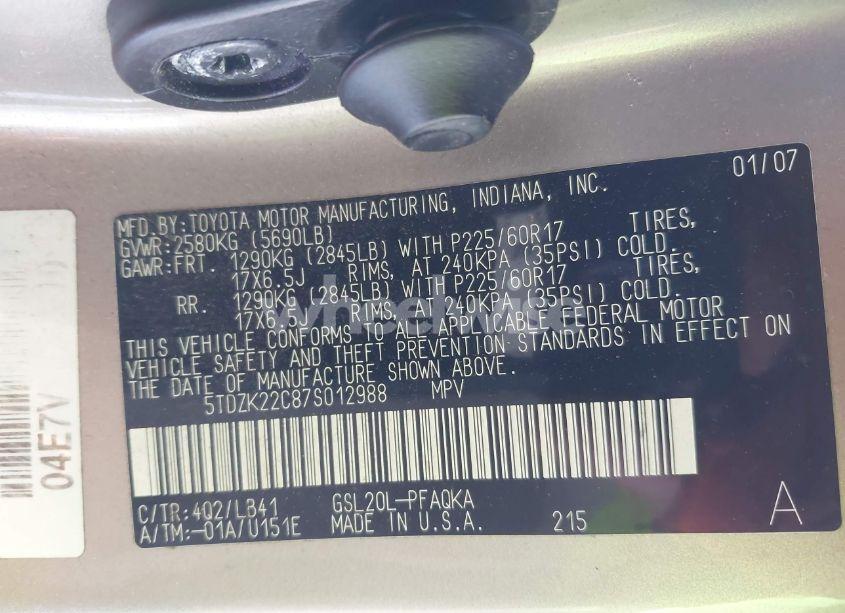 01/07
MFD.BY:TOYOTA MOTOR MANUFACTURING, INDIANA, INC.
GVWR:2580KG (5690LB)
GAWR:FRT. 1290KG (2845LB) WITH P225/60R17 TIRES,
17X6.5J RIMS, AT 240KPA (35PSI) COLD.
RR. 1290KG (2845LB) WITH P225/60R17 TIRES,
17X6.5J RIMS, AT 240KPA (35PSI) COLD.
THIS VEHICLE CONFORMS TO ALL APPLICABLE FEDERAL MOTOR
VEHICLE SAFETY AND THEFT PREVENTION STANDARDS IN EFFECT ON
THE DATE OF MANUFACTURE SHOWN ABOVE.
5TDZK22C87S012988 MPV
C/TR:4Q2/LB41 GSL20L-PFAQKA
A/TM:-01A/U151E MADE IN U.S.A. 215 A
04E7V